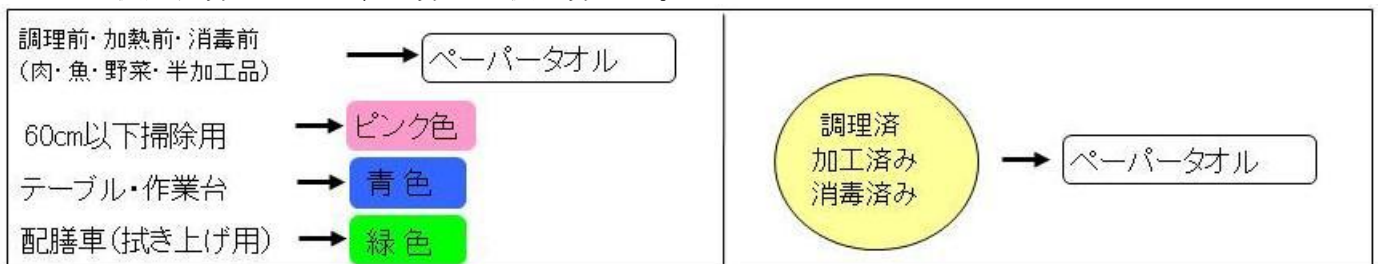 調理前・加熱前・消毒前
(肉・魚・野菜・半加工品)
ペーパータオル
60cm以下掃除用
ピンク色
テーブル・作業台
青色
配膳車(拭き上げ用)
緑色
調理済
加工済み
消毒済み
ペーパータオル